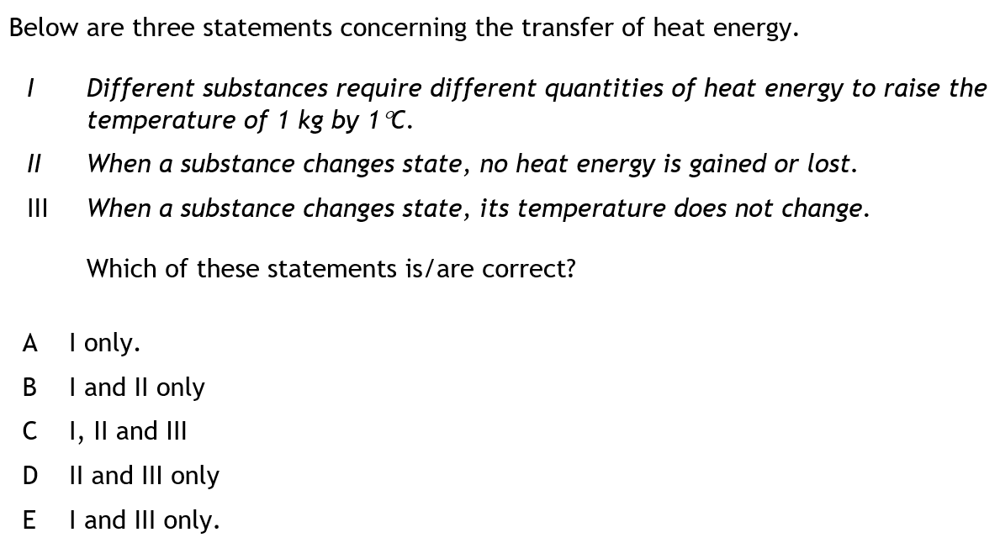 Below are three statements concerning the transfer of heat energy.
I Different substances require different quantities of heat energy to raise the
temperature of 1 kg by 1 °C.
II When a substance changes state, no heat energy is gained or lost.
III When a substance changes state, its temperature does not change.
Which of these statements is/are correct?
A I only.
B I and II only
C I, II and III
D II and III only
E I and III only.